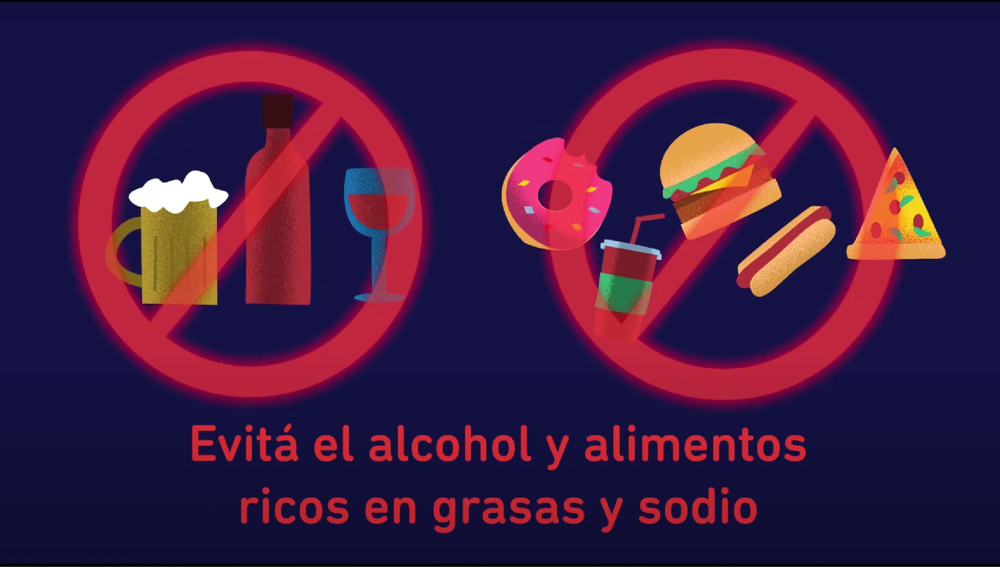 Evitá el alcohol y alimentos
ricos en grasas y sodio